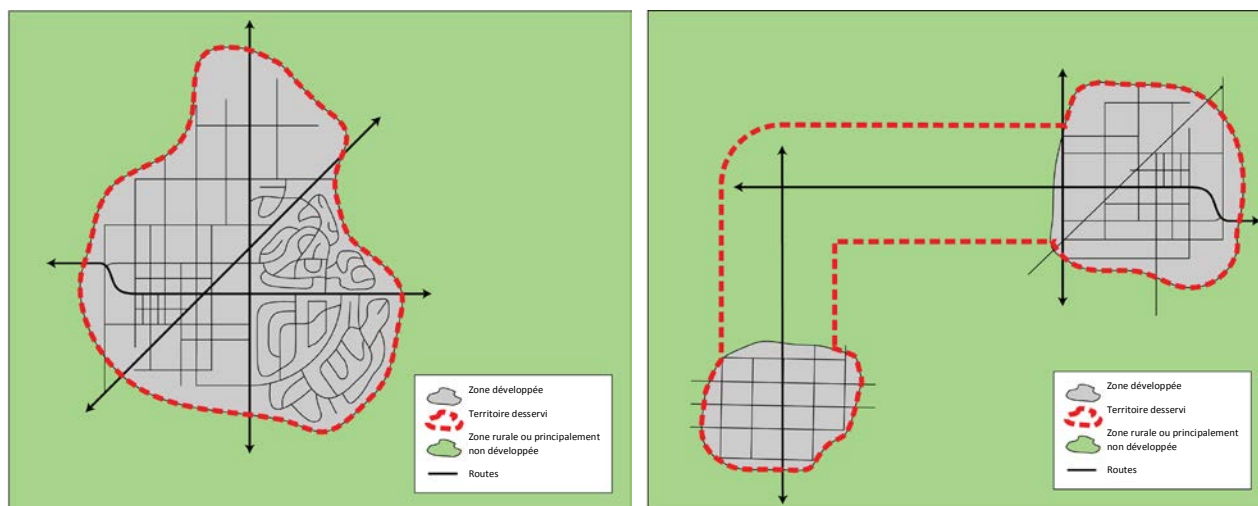 Zone développée
Territoire desservi
Zone rurale ou principalement
non développée
Routes
Zone développée
Territoire desservi
Zone rurale ou principalement
non développée
Routes